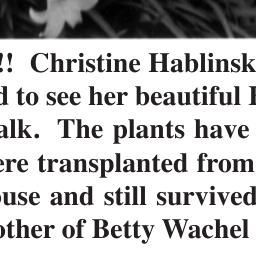 !! Christine Hablinsk
d to see her beautiful
alk. The plants have
ere transplanted from
ouse and still survived
other of Betty Wachel